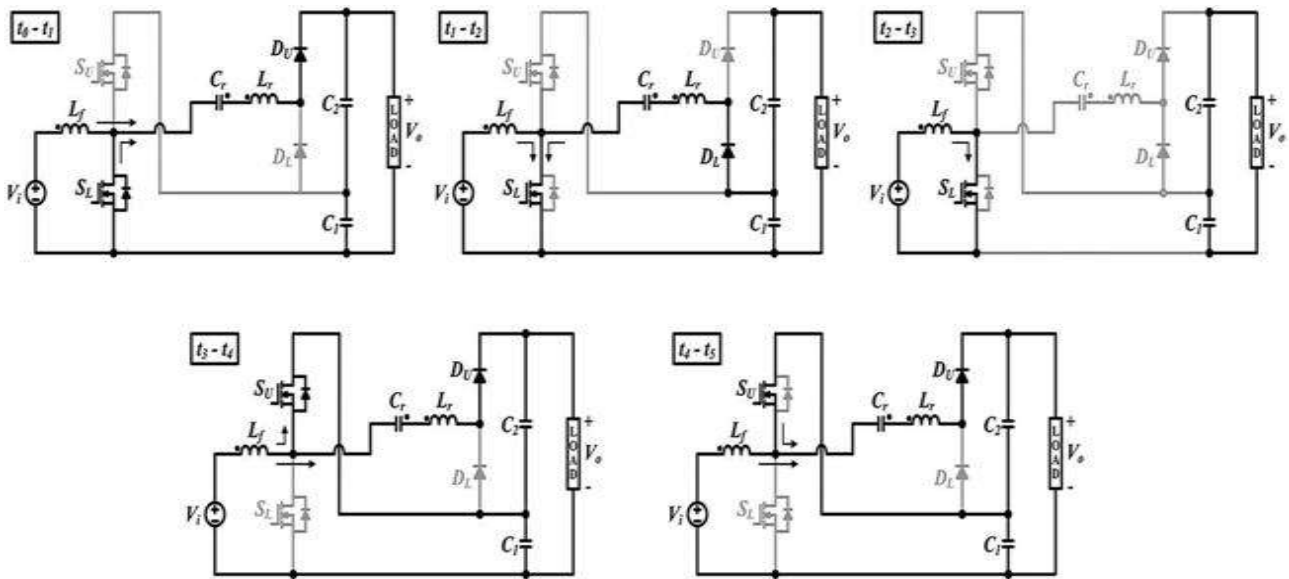 t0 - t1
SU
DU
Cr
Lr
C2
LOAD
+
Vo
-
Lf
DL
SL
Vi
C1
t1 - t2
SU
DU
Cr
Lr
C2
LOAD
+
Vo
-
Lf
DL
SL
Vi
C1
t2 - t3
SU
DU
Cr
Lr
C2
LOAD
+
Vo
-
Lf
DL
SL
Vi
C1
t3 - t4
SU
DU
Cr
Lr
C2
LOAD
+
Vo
-
Lf
DL
SL
Vi
C1
t4 - t5
SU
DU
Cr
Lr
C2
LOAD
+
Vo
-
Lf
DL
SL
Vi
C1